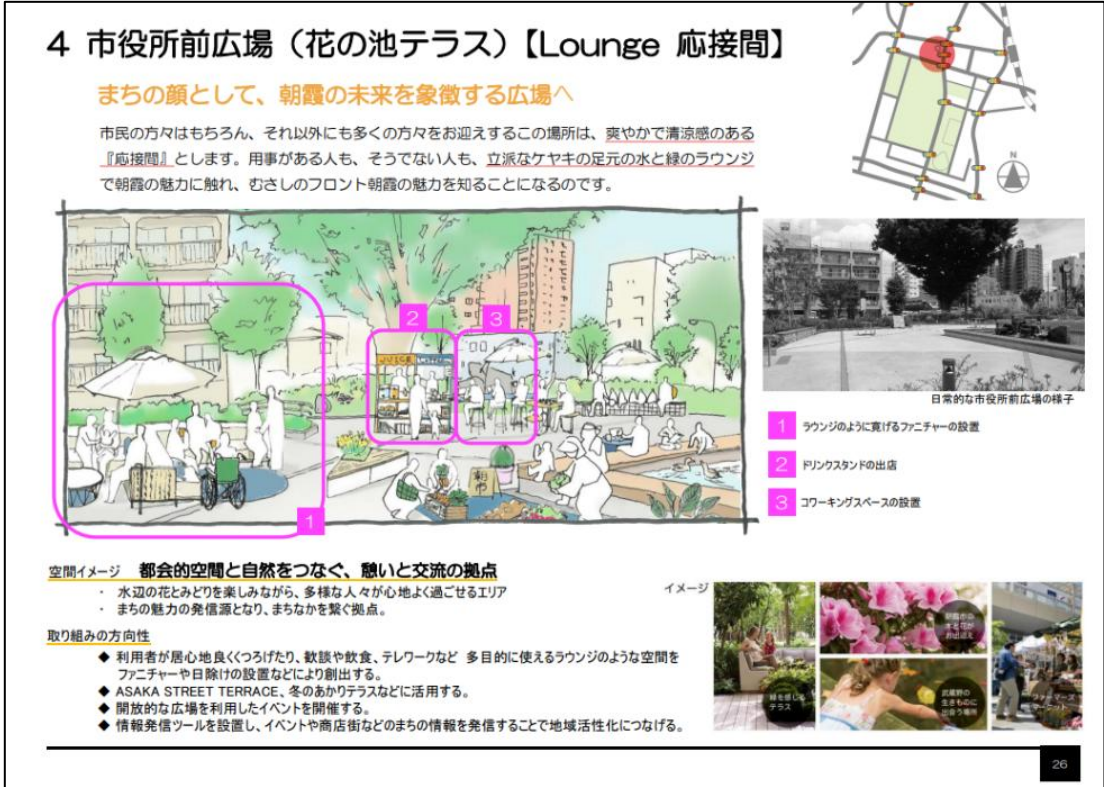 4 市役所前広場（花の池テラス）【Lounge 応接間】
まちの顔として、朝霞の未来を象徴する広場へ
市民の方々はもちろん、それ以外にも多くの方々をお迎えするこの場所は、爽やかで清涼感のある
『応接間』とします。用事がある人も、そうでない人も、立派なケヤキの足元の水と緑のラウンジ
で朝霞の魅力に触れ、むさしのフロント朝霞の魅力を知ることになるのです。
N
1
2
3
朝市
日常的な市役所前広場の様子
1 ラウンジのように寛げるファニチャーの設置
2 ドリンクスタンドの出店
3 コワーキングスペースの設置
空間イメージ 都会的空間と自然をつなぐ、憩いと交流の拠点
・ 水辺の花とみどりを楽しみながら、多様な人々が心地よく過ごせるエリア
・ まちの魅力の発信源となり、まちなかを繋ぐ拠点。
取り組みの方向性
◆ 利用者が居心地良くくつろげたり、歓談や飲食、テレワークなど 多目的に使えるラウンジのような空間を
ファニチャーや日除けの設置などにより創出する。
◆ ASAKA STREET TERRACE、冬のあかりテラスなどに活用する。
◆ 開放的な広場を利用したイベントを開催する。
◆ 情報発信ツールを設置し、イベントや商店街などのまちの情報を発信することで地域活性化につなげる。
イメージ
緑を感じる
テラス
水と花が
お出迎え
武蔵野の
生きものに
出会う場所
ファーマーズ
マーケット
26